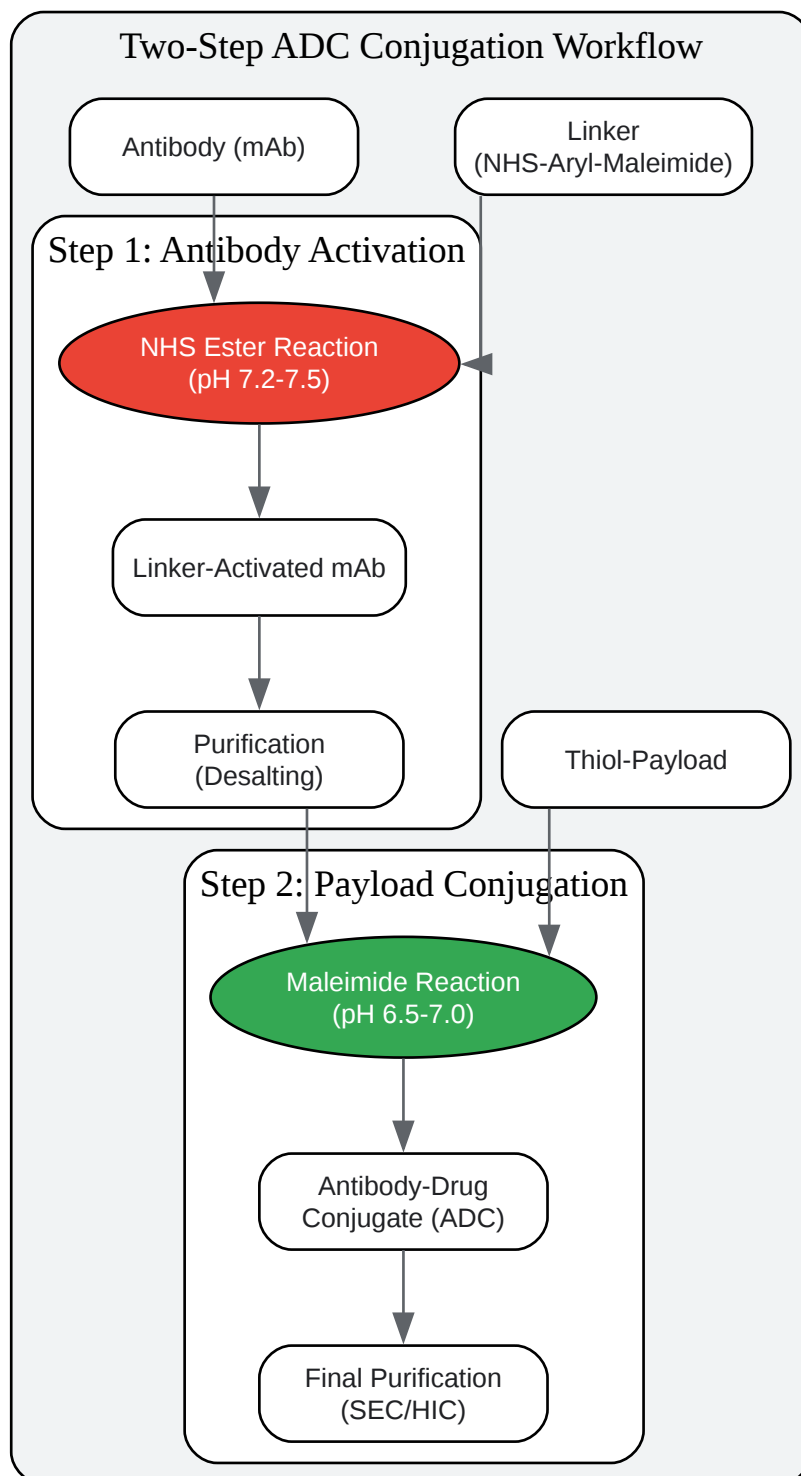 Two-Step ADC Conjugation Workflow
Antibody (mAb)
Linker
(NHS-Aryl-Maleimide)
Step 1: Antibody Activation
NHS Ester Reaction
(pH 7.2-7.5)
Linker-Activated mAb
Purification
(Desalting)
Thiol-Payload
Step 2: Payload Conjugation
Maleimide Reaction
(pH 6.5-7.0)
Antibody-Drug
Conjugate (ADC)
Final Purification
(SEC/HIC)